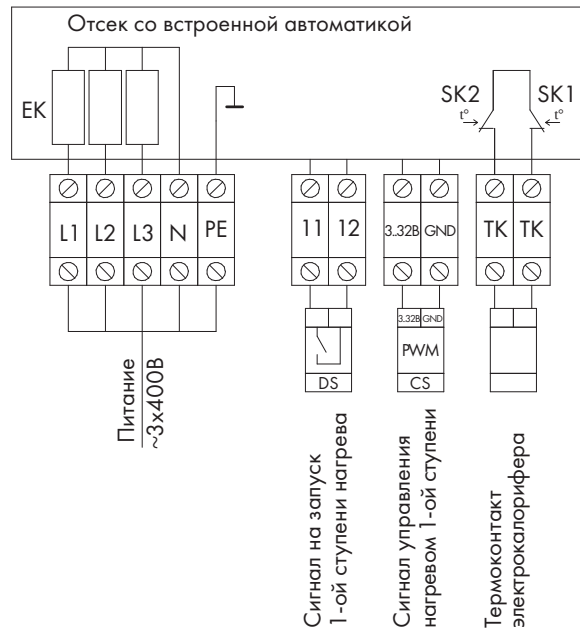 Отсек со встроенной автоматикой
EK
SK2
SK1
t°
t°
L1
L2
L3
N
PE
11
12
3..32В
GND
TK
TK
3..32В
GND
PWM
DS
CS
Питание
~3x400В
Сигнал на запуск
1-ой ступени нагрева
Сигнал управления
нагревом 1-ой ступени
Термоконтакт
электрокалорифера